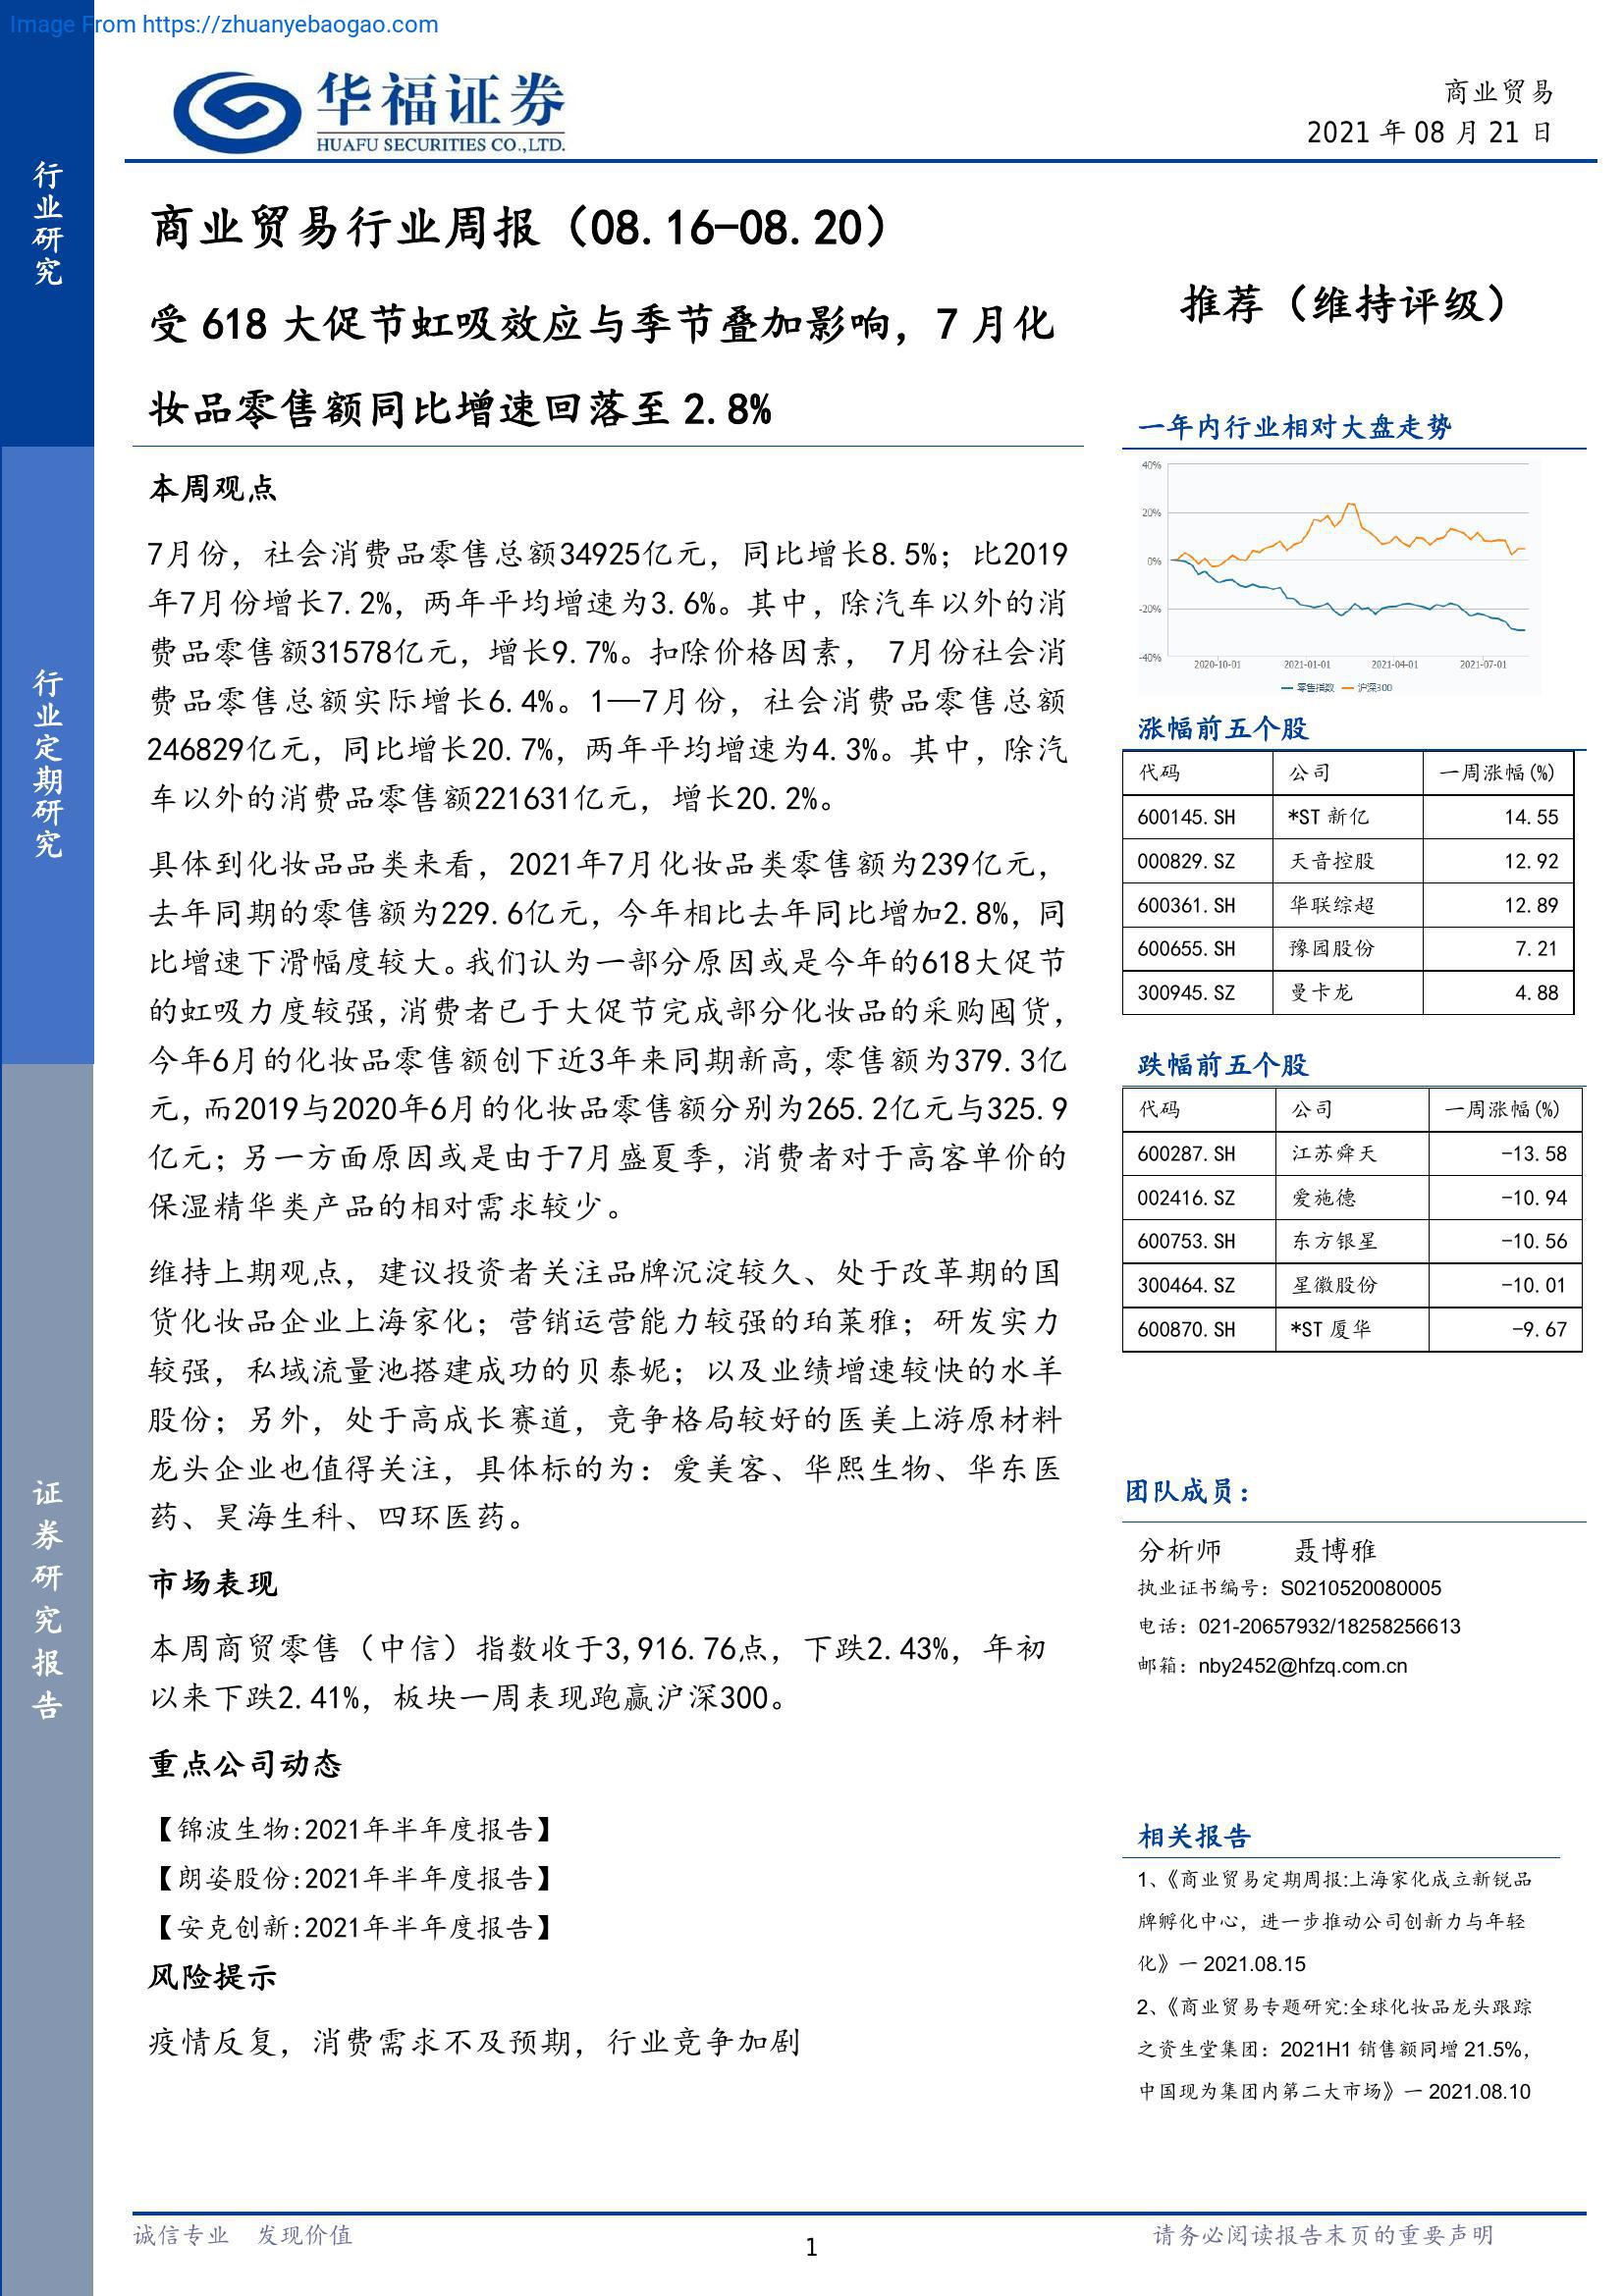 Image From https://zhuanyebaogao.com
华福证券
HUAFU SECURITIES CO.,LTD.
商业贸易
2021 年 08 月 21 日
行业研究
行业定期研究
证券研究报告
商业贸易行业周报（08.16-08.20）
受 618 大促节虹吸效应与季节叠加影响，7 月化
妆品零售额同比增速回落至 2.8%
本周观点
7月份，社会消费品零售总额34925亿元，同比增长8.5%；比2019
年7月份增长7.2%，两年平均增速为3.6%。其中，除汽车以外的消
费品零售额31578亿元，增长9.7%。扣除价格因素， 7月份社会消
费品零售总额实际增长6.4%。1—7月份，社会消费品零售总额
246829亿元，同比增长20.7%，两年平均增速为4.3%。其中，除汽
车以外的消费品零售额221631亿元，增长20.2%。
具体到化妆品品类来看，2021年7月化妆品类零售额为239亿元，
去年同期的零售额为229.6亿元，今年相比去年同比增加2.8%，同
比增速下滑幅度较大。我们认为一部分原因或是今年的618大促节
的虹吸力度较强，消费者已于大促节完成部分化妆品的采购囤货，
今年6月的化妆品零售额创下近3年来同期新高，零售额为379.3亿
元，而2019与2020年6月的化妆品零售额分别为265.2亿元与325.9
亿元；另一方面原因或是由于7月盛夏季，消费者对于高客单价的
保湿精华类产品的相对需求较少。
维持上期观点，建议投资者关注品牌沉淀较久、处于改革期的国
货化妆品企业上海家化；营销运营能力较强的珀莱雅；研发实力
较强，私域流量池搭建成功的贝泰妮；以及业绩增速较快的水羊
股份；另外，处于高成长赛道，竞争格局较好的医美上游原材料
龙头企业也值得关注，具体标的为：爱美客、华熙生物、华东医
药、昊海生科、四环医药。
市场表现
本周商贸零售（中信）指数收于3,916.76点，下跌2.43%，年初
以来下跌2.41%，板块一周表现跑赢沪深300。
重点公司动态
【锦波生物:2021年半年度报告】
【朗姿股份:2021年半年度报告】
【安克创新:2021年半年度报告】
风险提示
疫情反复，消费需求不及预期，行业竞争加剧
推荐（维持评级）
一年内行业相对大盘走势
40%
20%
0%
-20%
-40%
2020-10-01 2021-01-01 2021-04-01 2021-07-01
零售指数 沪深300
涨幅前五个股
代码 公司 一周涨幅(%)
600145.SH *ST 新亿 14.55
000829.SZ 天音控股 12.92
600361.SH 华联综超 12.89
600655.SH 豫园股份 7.21
300945.SZ 曼卡龙 4.88
跌幅前五个股
代码 公司 一周涨幅(%)
600287.SH 江苏舜天 -13.58
002416.SZ 爱施德 -10.94
600753.SH 东方银星 -10.56
300464.SZ 星徽股份 -10.01
600870.SH *ST 厦华 -9.67
团队成员：
分析师 聂博雅
执业证书编号：S0210520080005
电话：021-20657932/18258256613
邮箱：nby2452@hfzq.com.cn
相关报告
1、《商业贸易定期周报:上海家化成立新锐品
牌孵化中心，进一步推动公司创新力与年轻
化》一 2021.08.15
2、《商业贸易专题研究:全球化妆品龙头跟踪
之资生堂集团：2021H1 销售额同增 21.5%，
中国现为集团内第二大市场》一 2021.08.10
诚信专业 发现价值
1
请务必阅读报告末页的重要声明